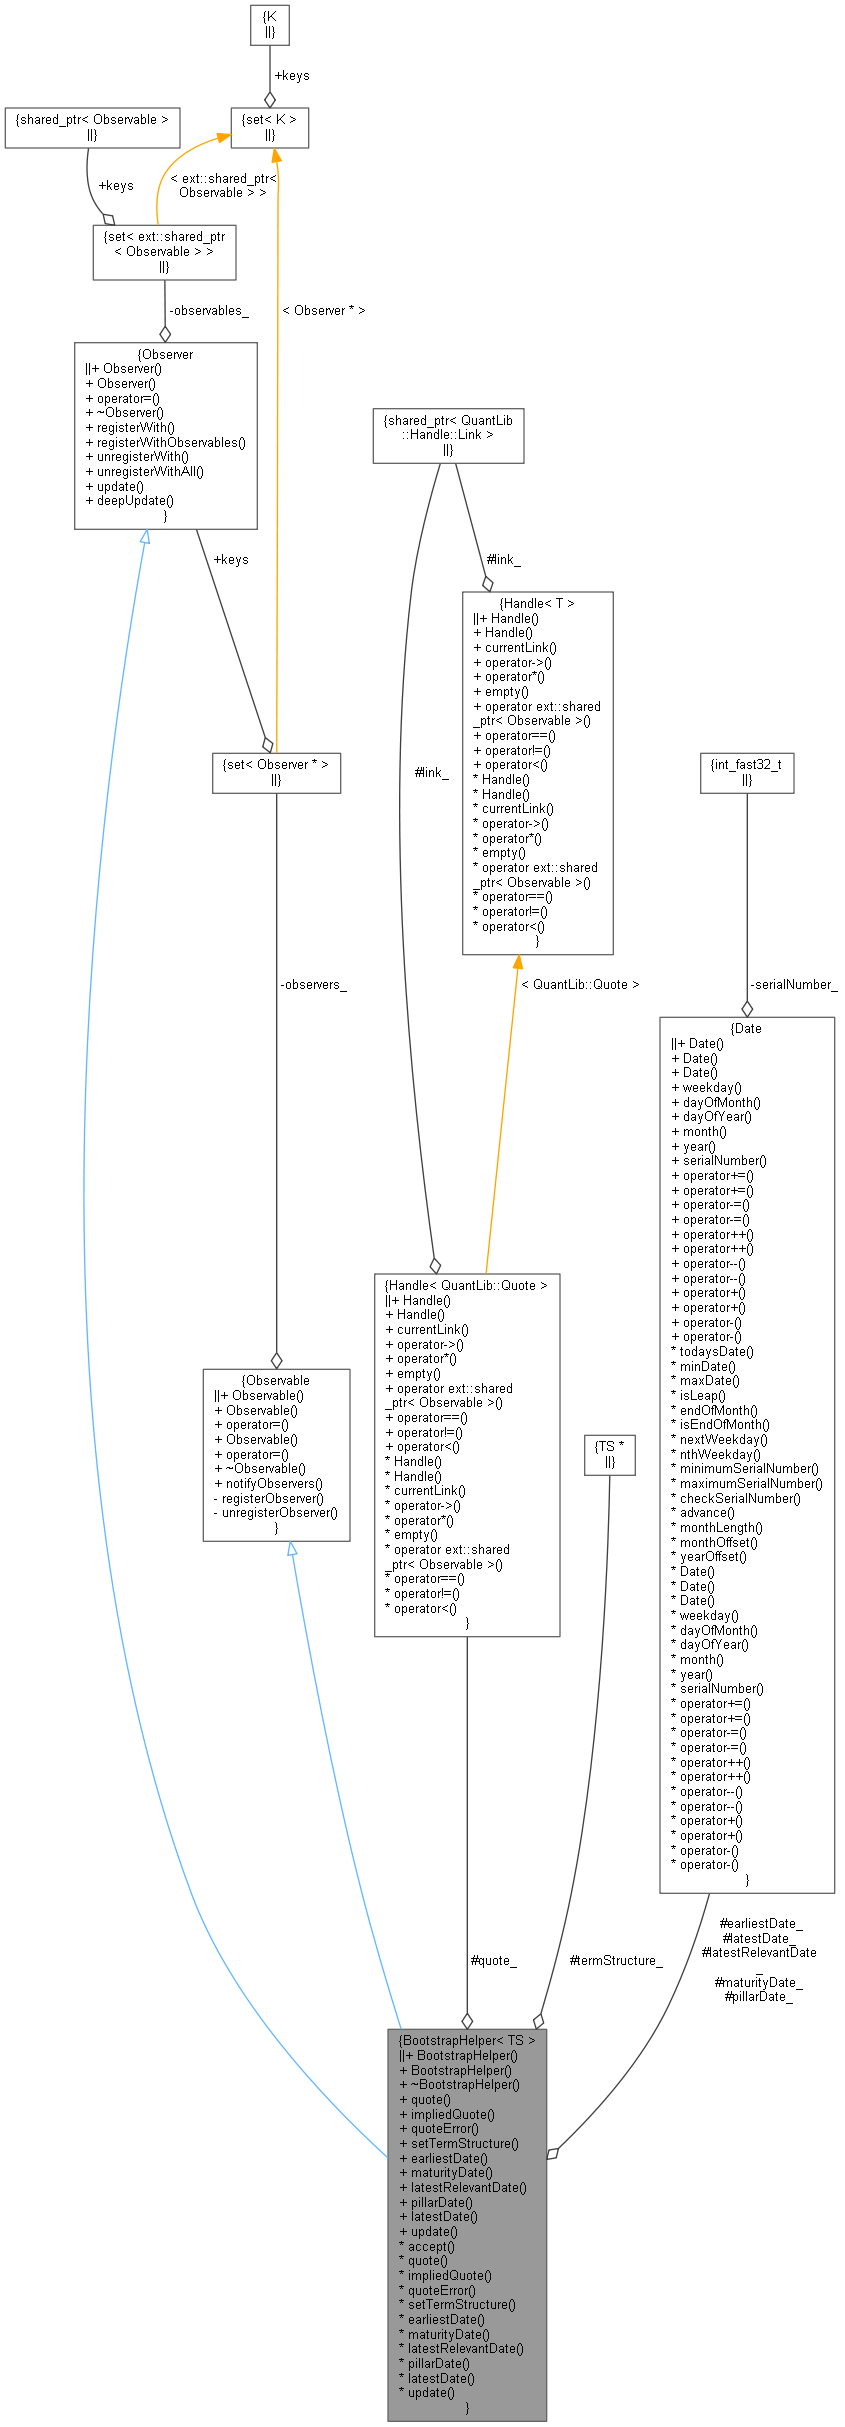 {K
||}
+keys
{shared_ptr< Observable >
||}
{set< K >
||}
< ext::shared_ptr<
Observable > >
+keys
{set< ext::shared_ptr
< Observable > >
||}
-observables_
< Observer * >
{Observer
||+ Observer()
+ Observer()
+ operator=()
+ ~Observer()
+ registerWith()
+ registerWithObservables()
+ unregisterWith()
+ unregisterWithAll()
+ update()
+ deepUpdate()
}
{shared_ptr< QuantLib
::Handle::Link >
||}
+keys
#link_
{Handle< T >
||+ Handle()
+ Handle()
+ currentLink()
+ operator->()
+ operator*()
+ empty()
+ operator ext::shared
_ptr< Observable >()
+ operator==()
+ operator!=()
+ operator<()
* Handle()
* Handle()
* currentLink()
* operator->()
* operator*()
* empty()
* operator ext::shared
_ptr< Observable >()
* operator==()
* operator!=()
* operator<()
}
{set< Observer * >
||}
#link_
{int_fast32_t
||}
-observers_
< QuantLib::Quote >
-serialNumber_
{Date
||+ Date()
+ Date()
+ Date()
+ weekday()
+ dayOfMonth()
+ dayOfYear()
+ month()
+ year()
+ serialNumber()
+ operator+=()
+ operator+=()
+ operator-=()
+ operator-=()
+ operator++()
+ operator++()
+ operator--()
+ operator--()
+ operator+()
+ operator+()
+ operator-()
+ operator-()
* todaysDate()
* minDate()
* maxDate()
* isLeap()
* endOfMonth()
* isEndOfMonth()
* nextWeekday()
* nthWeekday()
* minimumSerialNumber()
* maximumSerialNumber()
* checkSerialNumber()
* advance()
* monthLength()
* monthOffset()
* yearOffset()
* Date()
* Date()
* Date()
* weekday()
* dayOfMonth()
* dayOfYear()
* month()
* year()
* serialNumber()
* operator+=()
* operator+=()
* operator-=()
* operator-=()
* operator++()
* operator++()
* operator--()
* operator--()
* operator+()
* operator+()
* operator-()
* operator-()
}
{Handle< QuantLib::Quote >
||+ Handle()
+ Handle()
+ currentLink()
+ operator->()
+ operator*()
+ empty()
+ operator ext::shared
_ptr< Observable >()
+ operator==()
+ operator!=()
+ operator<()
* Handle()
* Handle()
* currentLink()
* operator->()
* operator*()
* empty()
* operator ext::shared
_ptr< Observable >()
* operator==()
* operator!=()
* operator<()
}
{Observable
||+ Observable()
+ Observable()
+ operator=()
+ Observable()
+ operator=()
+ ~Observable()
+ notifyObservers()
- registerObserver()
- unregisterObserver()
}
{TS *
||}
#quote_
#termStructure_
#earliestDate_
#latestDate_
#latestRelevantDate
_
#maturityDate_
#pillarDate_
{BootstrapHelper< TS >
||+ BootstrapHelper()
+ BootstrapHelper()
+ ~BootstrapHelper()
+ quote()
+ impliedQuote()
+ quoteError()
+ setTermStructure()
+ earliestDate()
+ maturityDate()
+ latestRelevantDate()
+ pillarDate()
+ latestDate()
+ update()
* accept()
* quote()
* impliedQuote()
* quoteError()
* setTermStructure()
* earliestDate()
* maturityDate()
* latestRelevantDate()
* pillarDate()
* latestDate()
* update()
}